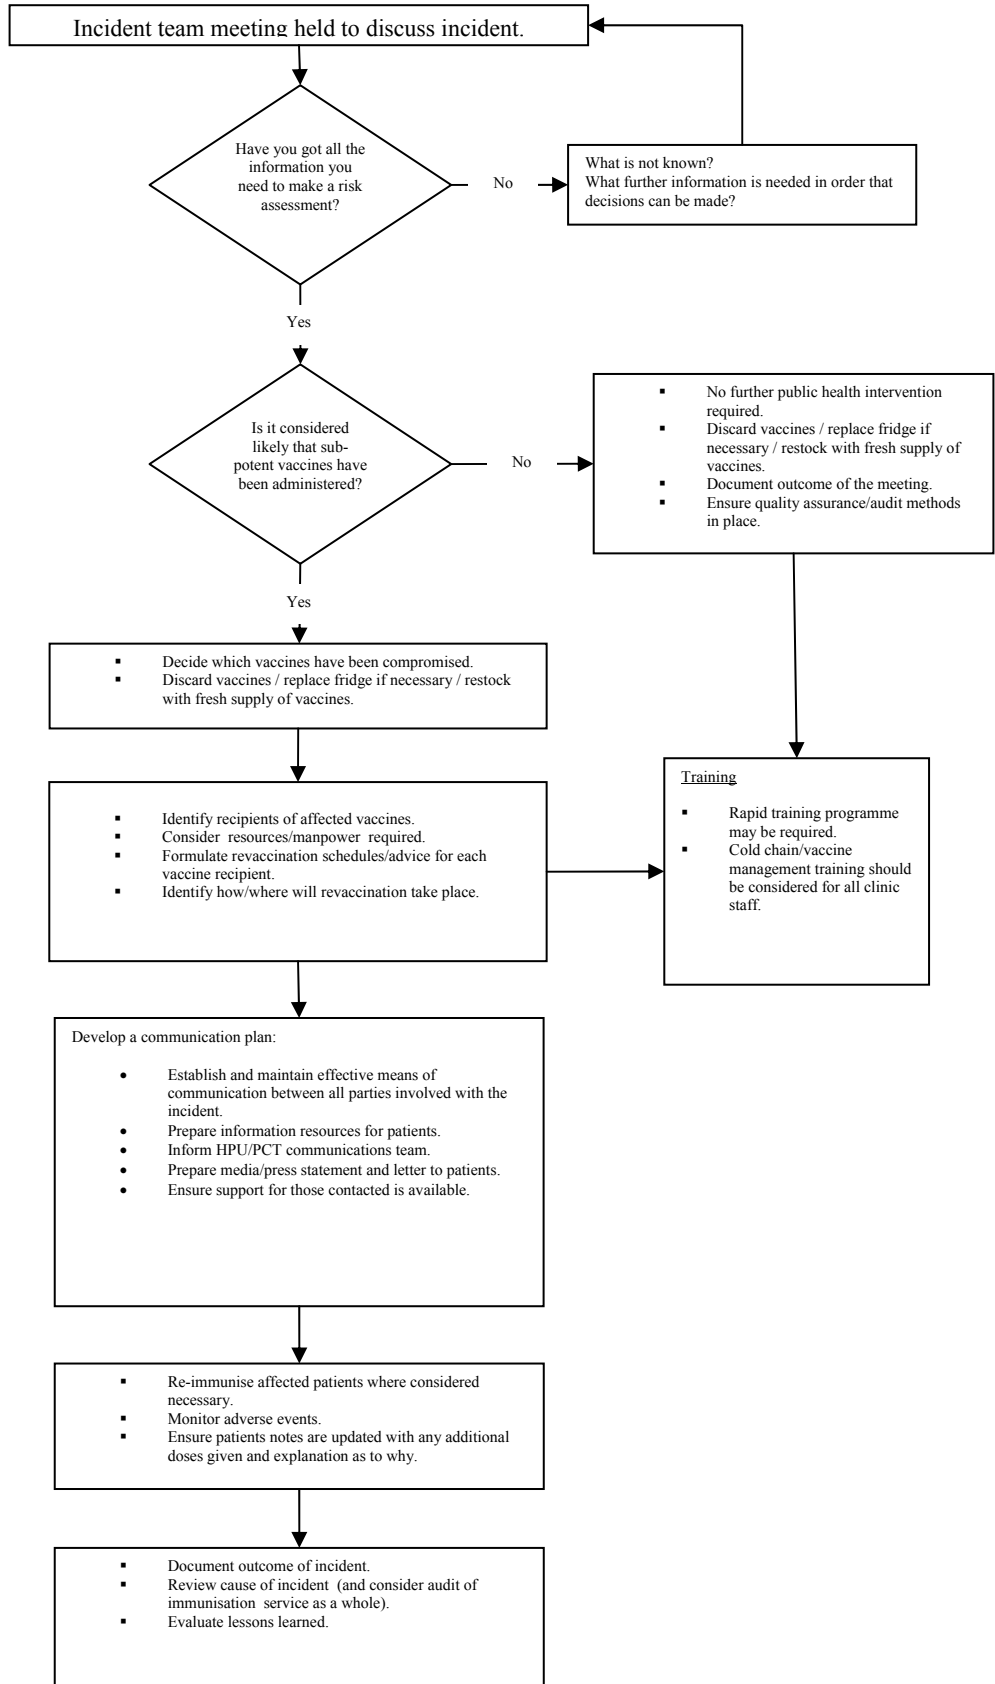 Incident team meeting held to discuss incident.
Have you got all the
information you
need to make a risk
assessment?
No
What is not known?
What further information is needed in order that
decisions can be made?
Yes
Is it considered
likely that sub-
potent vaccines have
been administered?
No
▪ No further public health intervention
required.
▪ Discard vaccines / replace fridge if
necessary / restock with fresh supply of
vaccines.
▪ Document outcome of the meeting.
▪ Ensure quality assurance/audit methods
in place.
Yes
▪ Decide which vaccines have been compromised.
▪ Discard vaccines / replace fridge if necessary / restock
with fresh supply of vaccines.
▪ Identify recipients of affected vaccines.
▪ Consider resources/manpower required.
▪ Formulate revaccination schedules/advice for each
vaccine recipient.
▪ Identify how/where will revaccination take place.
Training
▪ Rapid training programme
may be required.
▪ Cold chain/vaccine
management training should
be considered for all clinic
staff.
Develop a communication plan:
● Establish and maintain effective means of
communication between all parties involved with the
incident.
● Prepare information resources for patients.
● Inform HPU/PCT communications team.
● Prepare media/press statement and letter to patients.
● Ensure support for those contacted is available.
▪ Re-immunise affected patients where considered
necessary.
▪ Monitor adverse events.
▪ Ensure patients notes are updated with any additional
doses given and explanation as to why.
▪ Document outcome of incident.
▪ Review cause of incident (and consider audit of
immunisation service as a whole).
▪ Evaluate lessons learned.